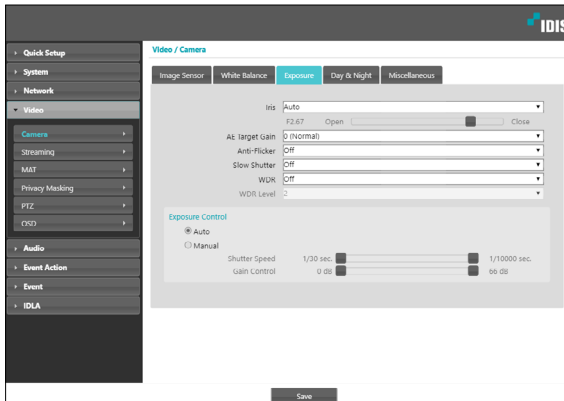 IDIS
Quick Setup
System
Network
Video
Camera
Streaming
MAT
Privacy Masking
PTZ
OSD
Audio
Event Action
Event
IDLA
Video / Camera
Image Sensor White Balance Exposure Day & Night Miscellaneous
Iris Auto
F2.67 Open Close
AE Target Gain 0 (Normal)
Anti-Flicker Off
Slow Shutter Off
WDR Off
WDR Level 2
Exposure Control
Auto
Manual
Shutter Speed 1/30 sec. 1/10000 sec.
Gain Control 0 dB 66 dB
Save